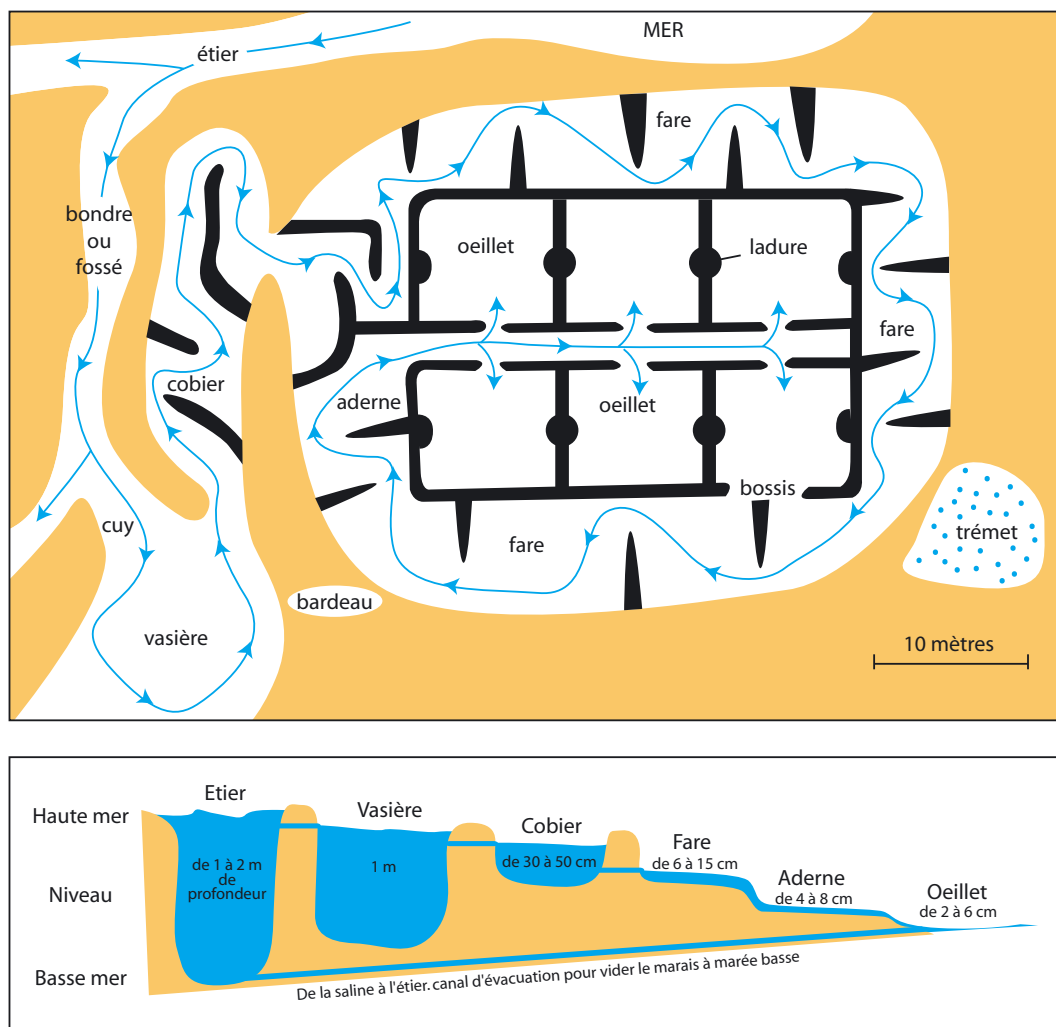 MER
étier
fare
bondre
ou
fossé
oeillet
ladure
fare
cobier
aderne
oeillet
bossis
cuy
fare
trémet
bardeau
vasière
10 mètres
Etier
Vasière
Haute mer
Cobier
Fare
de 1 à 2 m
de
profondeur
1 m
de 30 à 50 cm
de 6 à 15 cm
Aderne
Niveau
de 4 à 8 cm
Oeillet
de 2 à 6 cm
Basse mer
De la saline à l'étier. canal d'évacuation pour vider le marais à marée basse